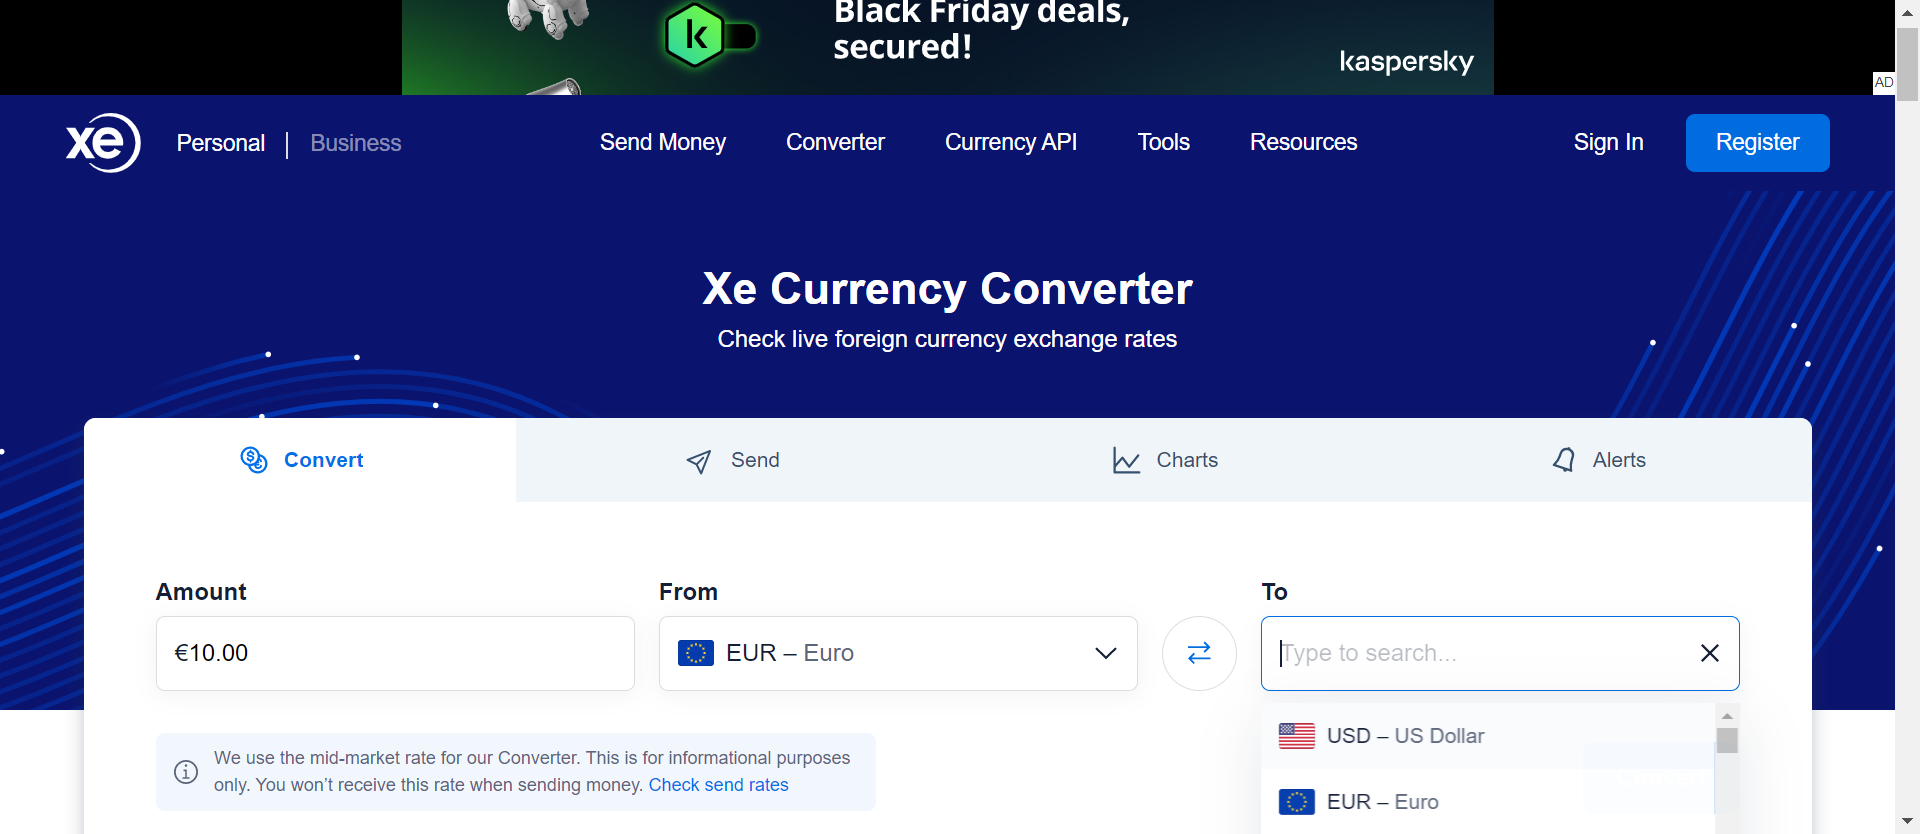 Black Friday deals,
secured!
k
kaspersky
AD
xe
Personal | Business
Send Money
Converter
Currency API
Tools
Resources
Sign In
Register
Xe Currency Converter
Check live foreign currency exchange rates
Convert
Send
Charts
Alerts
Amount
From
To
€10.00
EUR – Euro
Type to search...
We use the mid-market rate for our Converter. This is for informational purposes
only. You won’t receive this rate when sending money. Check send rates
USD – US Dollar
EUR – Euro